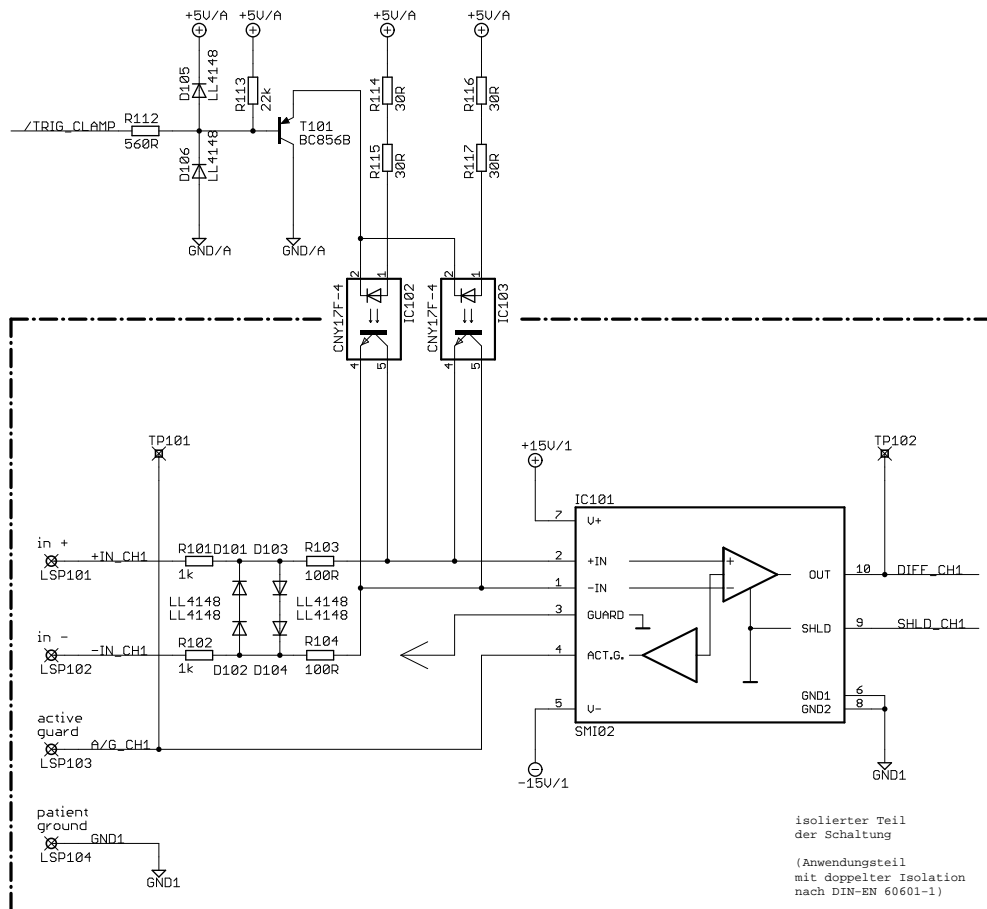 +5V/A +5V/A +5V/A +5V/A
D105
LL4148
R113
22k
R114
30R
R116
30R
/TRIG_CLAMP
R112
560R
T101
BC856B
D106
LL4148
R115
30R
R117
30R
GND/A GND/A
2 1 2 1
CNY17F-4
IC102
CNY17F-4
IC103
4 5 4 5
TP101
+15V/1
TP102
IC101
7 V+
in +
+IN_CH1
LSP101
R101 D101 D103 R103
1k
100R
2 +IN
+
OUT 10 DIFF_CH1
1 -IN
-
LL4148 LL4148
LL4148 LL4148
3 GUARD
SHLD 9 SHLD_CH1
in -
-IN_CH1
LSP102
R102
1k
D102 D104
R104
100R
4 ACT.G.
GND1 6
GND2 8
5 V-
SMI02
active
guard
A/G_CH1
LSP103
-15V/1
GND1
patient
ground
GND1
LSP104
GND1
isolierter Teil
der Schaltung
(Anwendungsteil
mit doppelter Isolation
nach DIN-EN 60601-1)